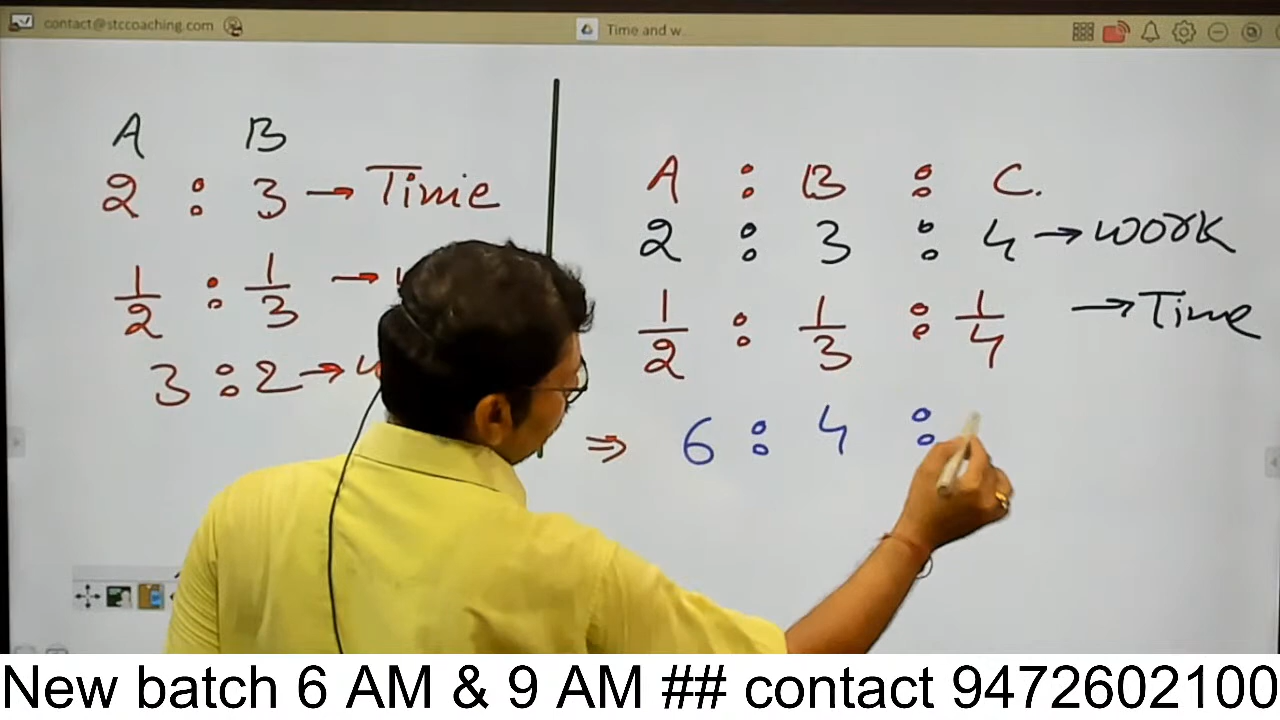 contact@stccoaching.com
Time and w...
A B
2 : 3 → Time
1/2 : 1/3 →
3 : 2 →
A : B : C.
2 : 3 : 4 → work
1/2 : 1/3 : 1/4 → Time
⇒ 6 : 4 :
New batch 6 AM & 9 AM ## contact 9472602100